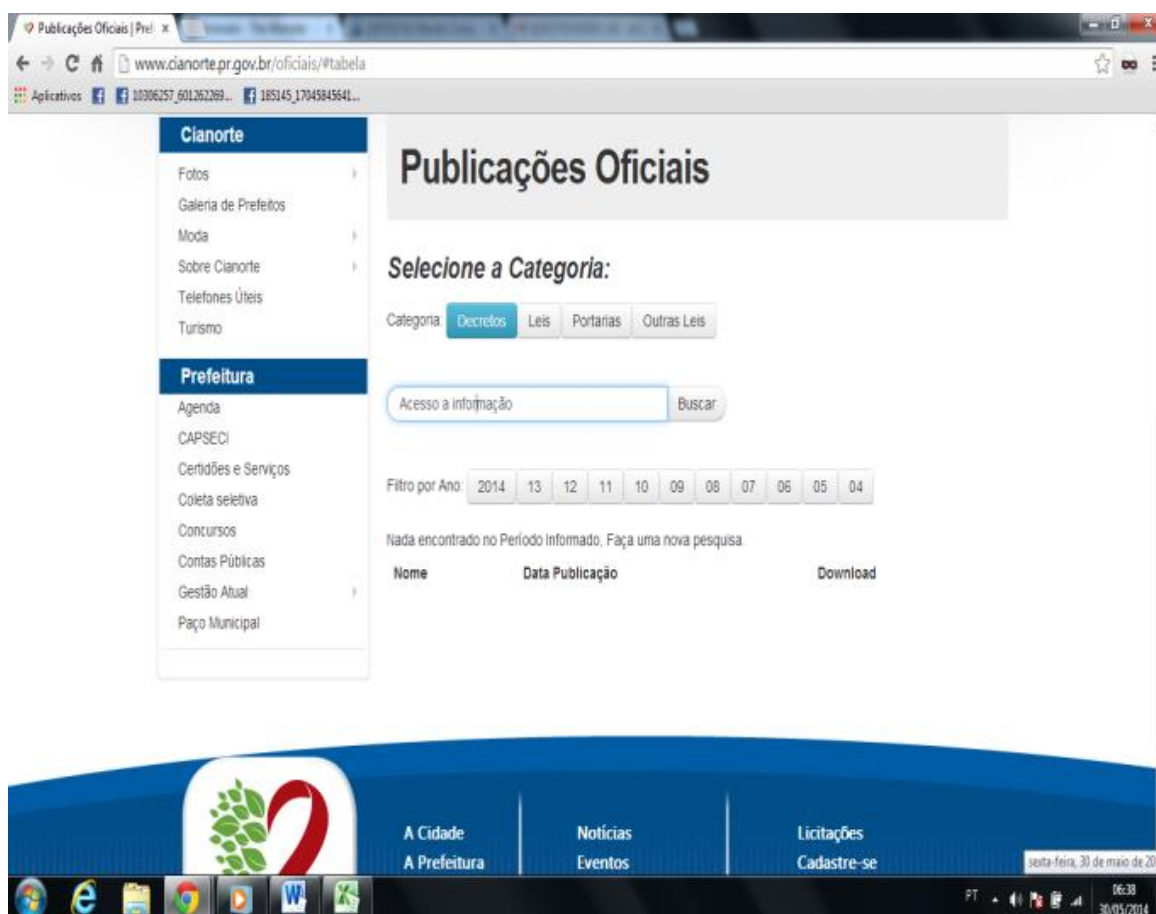 Publicações Oficiais | Pref
www.cianorte.pr.gov.br/oficiais/#tabela
Aplicativos 10306257_601262269... 185145_17045845641...
Cianorte
Fotos
Galeria de Prefeitos
Moda
Sobre Cianorte
Telefones Úteis
Turismo
Prefeitura
Agenda
CAPSECI
Certidões e Serviços
Coleta seletiva
Concursos
Contas Públicas
Gestão Atual
Paço Municipal
Publicações Oficiais
Selecione a Categoria:
Categoria: Decretos Leis Portarias Outras Leis
Acesso a informação Buscar
Filtro por Ano: 2014 13 12 11 10 09 08 07 06 05 04
Nada encontrado no Período Informado, Faça uma nova pesquisa.
Nome Data Publicação Download
A Cidade Notícias Licitações
A Prefeitura Eventos Cadastre-se
sexta-feira, 30 de maio de 20
PT 06:38
30/05/2014